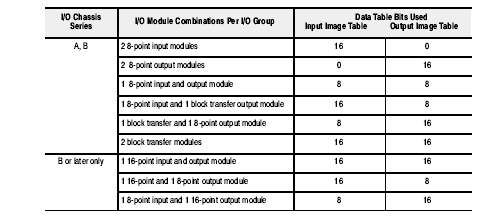 I/O Chassis Series I/O Module Combinations Per I/O Group Data Table Bits Used
Input Image Table Output Image Table
A, B 2 8-point input modules 16 0
2 8-point output modules 0 16
1 8-point input and output module 8 8
1 8-point input and 1 block transfer output module 16 8
1 block transfer and 1 8-point output module 8 16
2 block transfer modules 16 16
B or later only 1 16-point input and output module 16 16
1 16-point and 1 8-point output module 16 8
1 8-point input and 1 16-point output module 8 16